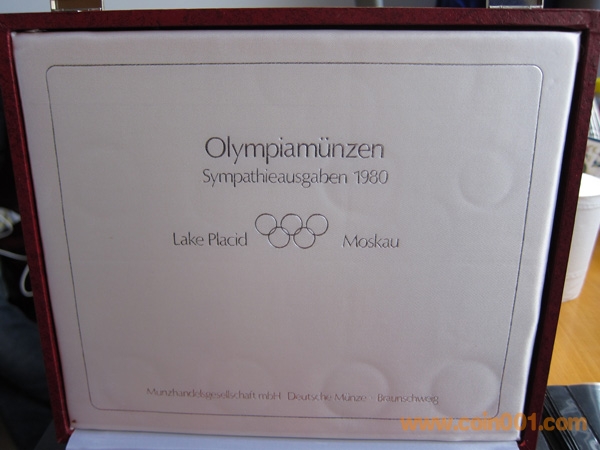 Olympiamünzen
Sympathieausgaben 1980
Lake Placid Moskau
Münzhandelsgesellschaft mbH Deutsche Münze · Braunschweig
www.coin001.com